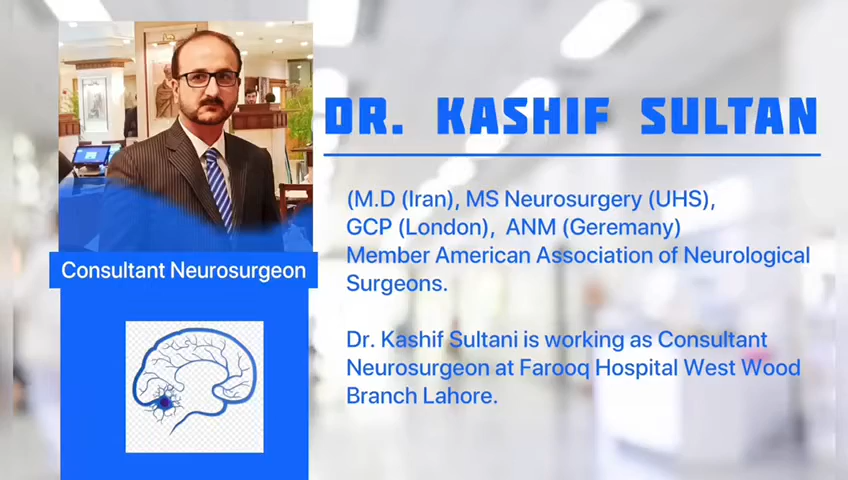 DR. KASHIF SULTAN
(M.D (Iran), MS Neurosurgery (UHS),
GCP (London), ANM (Geremany)
Member American Association of Neurological
Surgeons.
Consultant Neurosurgeon
Dr. Kashif Sultani is working as Consultant
Neurosurgeon at Farooq Hospital West Wood
Branch Lahore.